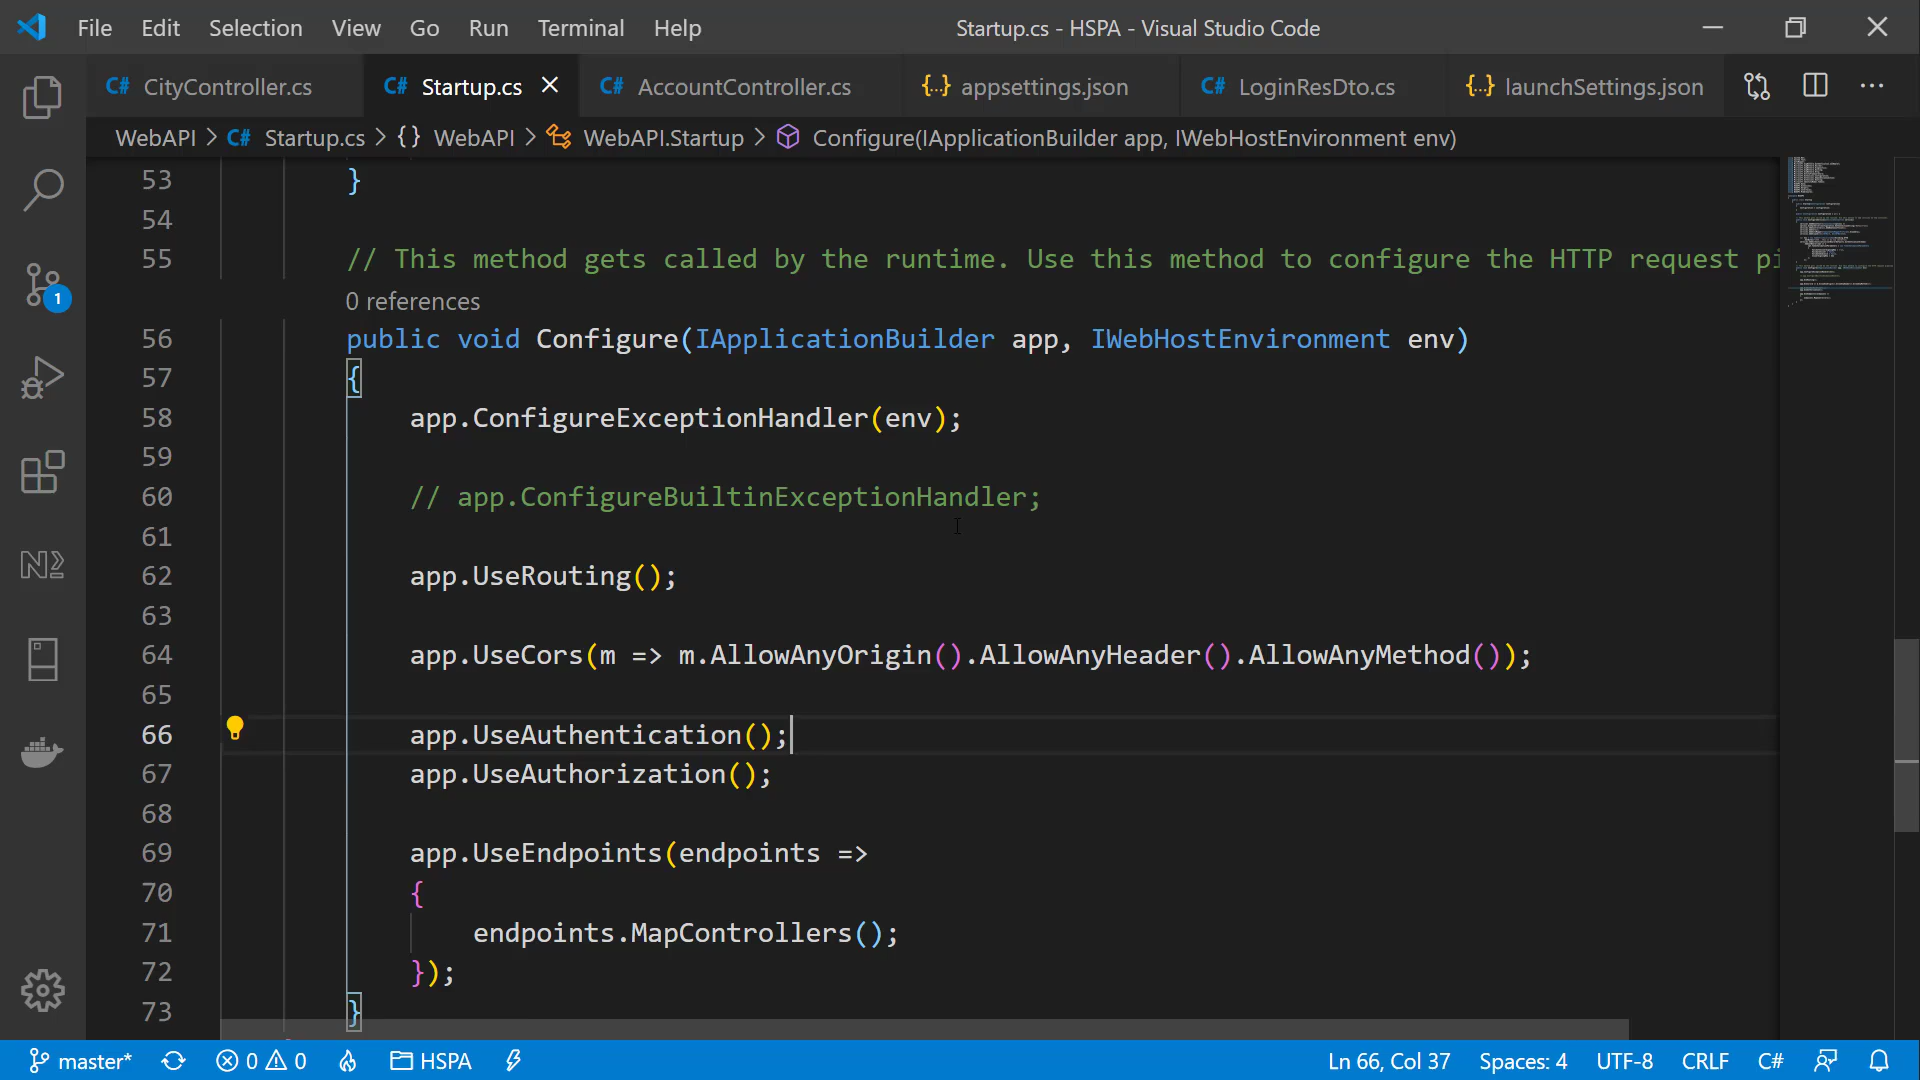 File Edit Selection View Go Run Terminal Help Startup.cs - HSPA - Visual Studio Code
C# CityController.cs C# Startup.cs C# AccountController.cs {..} appsettings.json C# LoginResDto.cs {..} launchSettings.json ...
WebAPI > C# Startup.cs > {} WebAPI > WebAPI.Startup > Configure(IApplicationBuilder app, IWebHostEnvironment env)
53 }
54
55 // This method gets called by the runtime. Use this method to configure the HTTP request pi
0 references
56 public void Configure(IApplicationBuilder app, IWebHostEnvironment env)
57 {
58 app.ConfigureExceptionHandler(env);
59
60 // app.ConfigureBuiltinExceptionHandler;
61
62 app.UseRouting();
63
64 app.UseCors(m => m.AllowAnyOrigin().AllowAnyHeader().AllowAnyMethod());
65
66 app.UseAuthentication();
67 app.UseAuthorization();
68
69 app.UseEndpoints(endpoints =>
70 {
71 endpoints.MapControllers();
72 });
73 }
1
master* 0 0 HSPA Ln 66, Col 37 Spaces: 4 UTF-8 CRLF C#